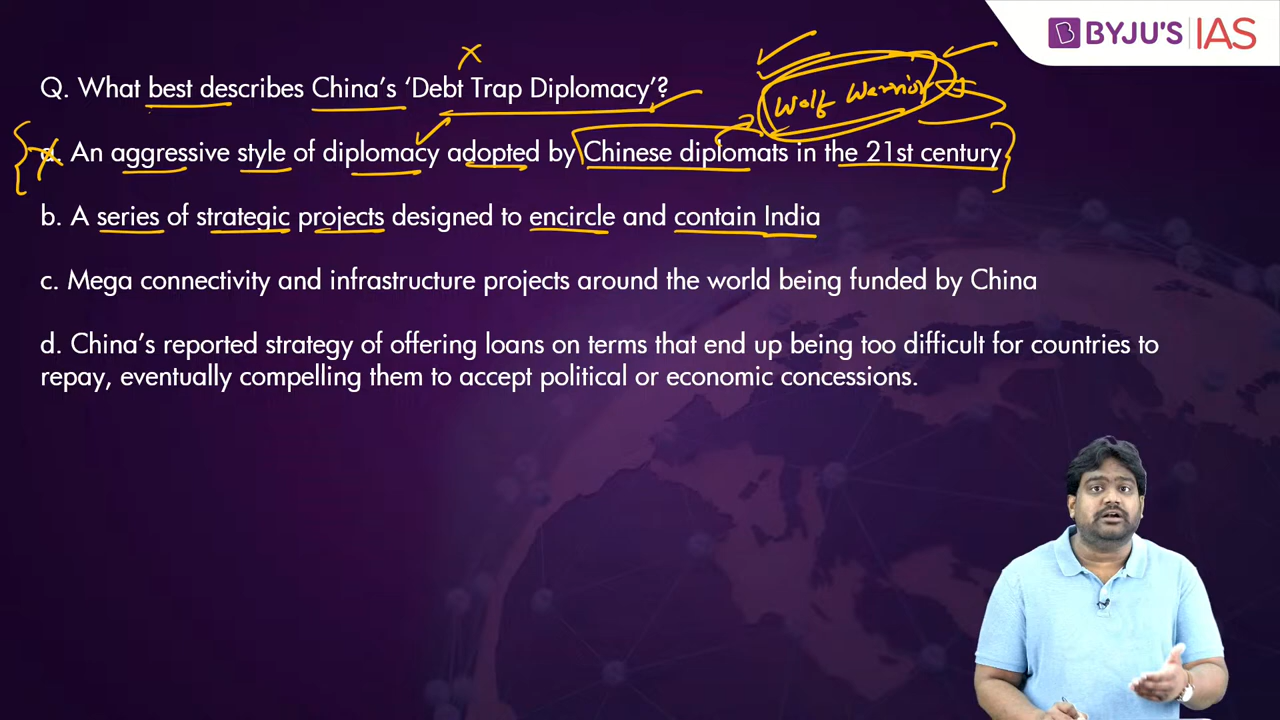 BYJU'S IAS
Q. What best describes China's 'Debt Trap Diplomacy'?
Wolf Warrior
a. An aggressive style of diplomacy adopted by Chinese diplomats in the 21st century
b. A series of strategic projects designed to encircle and contain India
c. Mega connectivity and infrastructure projects around the world being funded by China
d. China's reported strategy of offering loans on terms that end up being too difficult for countries to
repay, eventually compelling them to accept political or economic concessions.